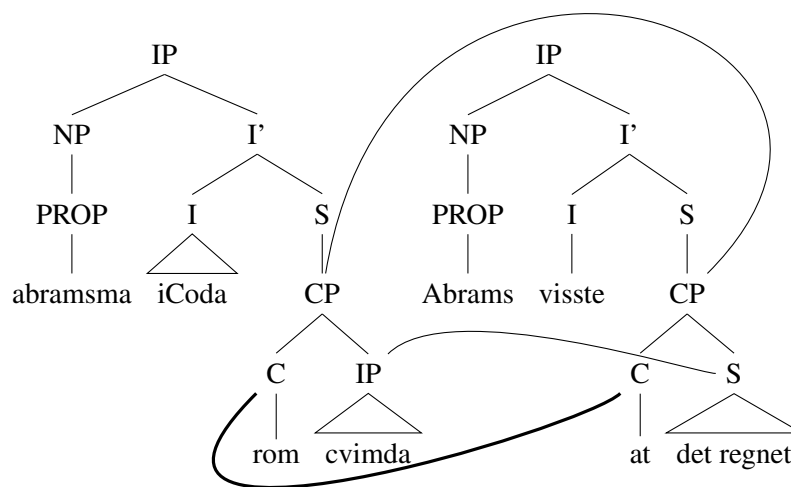 IP IP
NP I' NP I'
PROP I S PROP I S
abramsma iCoda CP Abrams visste CP
C IP C S
rom cvimda at det regnet